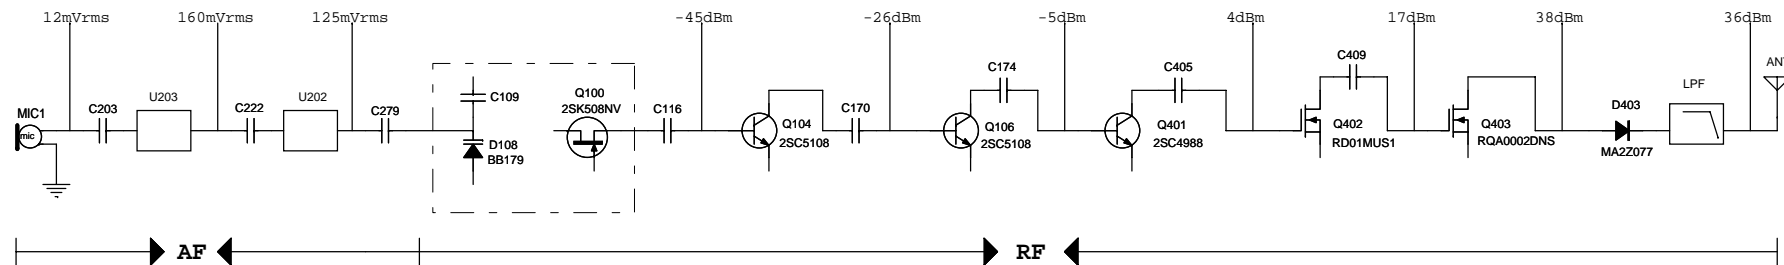 12mVrms 160mVrms 125mVrms -45dBm -26dBm -5dBm 4dBm 17dBm 38dBm 36dBm
MIC1
mic
C203
U203
C222
U202
C279
C109
D108
BB179
Q100
2SK508NV
C116
Q104
2SC5108
C170
C174
Q106
2SC5108
C405
Q401
2SC4988
C409
Q402
RD01MUS1
Q403
RQA0002DNS
D403
MA2Z077
LPF
ANT
AF RF